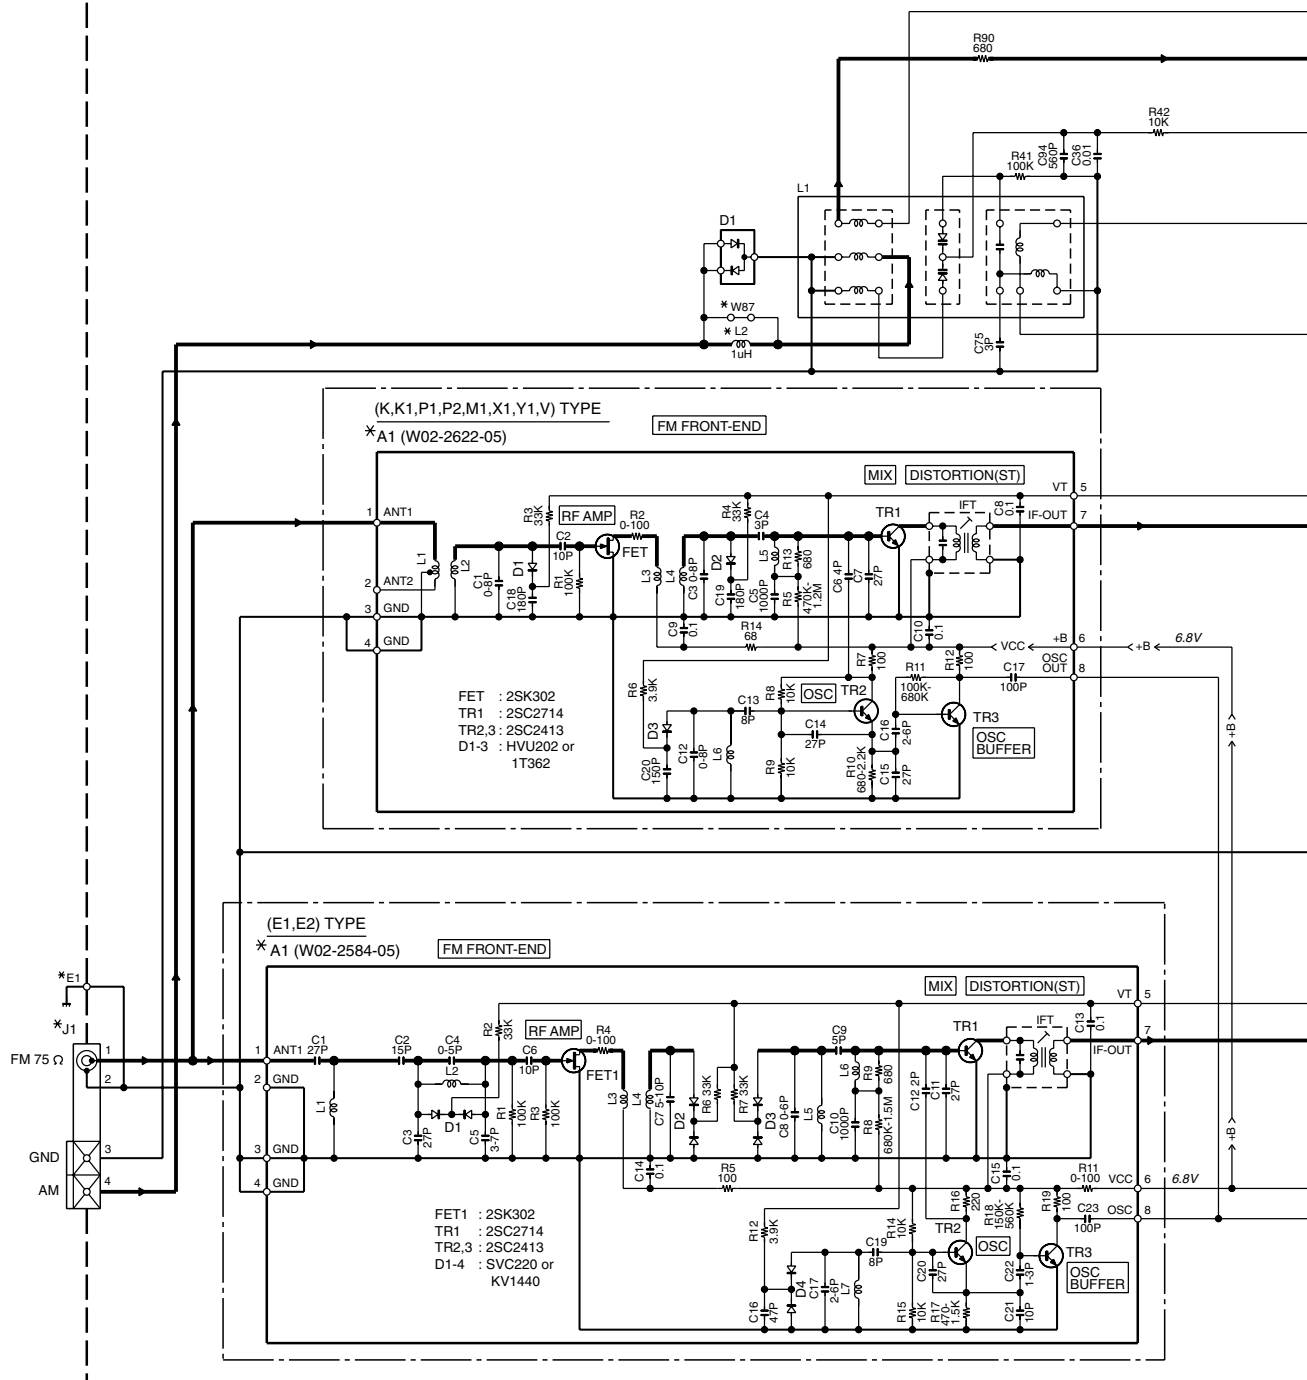 R90
680
R42
10K
C94
560P
C36
0.01
R41
100K
L1
D1
* W87
* L2
1uH
C75
3P
(K,K1,P1,P2,M1,X1,Y1,V) TYPE
* A1 (W02-2622-05)
FM FRONT-END
MIX
DISTORTION(ST)
VT 5
1 ANT1
R3
33K
RF AMP
R2
0-100
R4
33K
C4
3P
TR1
IFT
C8
0.1
IF-OUT 7
C2
10P
FET
L1
L2
C1
0-8P
D1
C18
180P
R1
100K
L3
L4
C3 0-8P
D2
C19
180P
L5
C5
1000P
R13
680
R5
470K-
1.2M
C6 4P
C7
27P
2 ANT2
3 GND
4 GND
C9
0.1
R14
68
C10
0.1
R7
100
R12
100
VCC
+B 6
6.8V
+B
OSC
OUT 8
R6
3.9K
R8
10K
OSC
TR2
R11
100K-
680K
C17
100P
FET : 2SK302
TR1 : 2SC2714
TR2,3 : 2SC2413
D1-3 : HVU202 or
1T362
C13
8P
D3
C14
27P
C16
2-6P
TR3
OSC
BUFFER
C20
150P
C12
0-8P
L6
R9
10K
R10
680-2.2K
C15
27P
+B
(E1,E2) TYPE
* A1 (W02-2584-05)
FM FRONT-END
*E1
*J1
MIX
DISTORTION(ST)
VT 5
FM 75 Ω
1
1 ANT1
C1
27P
C2
15P
C4
0-5P
R2
33K
RF AMP
R4
0-100
C9
5P
TR1
IFT
C13
0.1
7
IF-OUT
L2
C6
10P
FET1
2
2 GND
L1
D1
C3
27P
C5
3-7P
R1
100K
R3
100K
L3
L4
C7 5-10P
D2
R6 33K
R7 33K
D3
C8 0-6P
L5
L6
C10
1000P
R9
680
R8
680K-1.5M
C12 2P
C11
27P
+B
GND 3
3 GND
AM 4
4 GND
C14
0.1
R5
100
C15
0.1
R11
0-100
VCC 6
6.8V
R16
220
R18
150K-
560K
R19
100
C23
100P
OSC 8
FET1 : 2SK302
TR1 : 2SC2714
TR2,3 : 2SC2413
D1-4 : SVC220 or
KV1440
R12
3.9K
R14
10K
TR2
OSC
C19
8P
TR3
OSC
BUFFER
C16
47P
D4
C17
2-6P
L7
C20
27P
C22
1-3P
R15
10K
R17
470-
1.5K
C21
10P